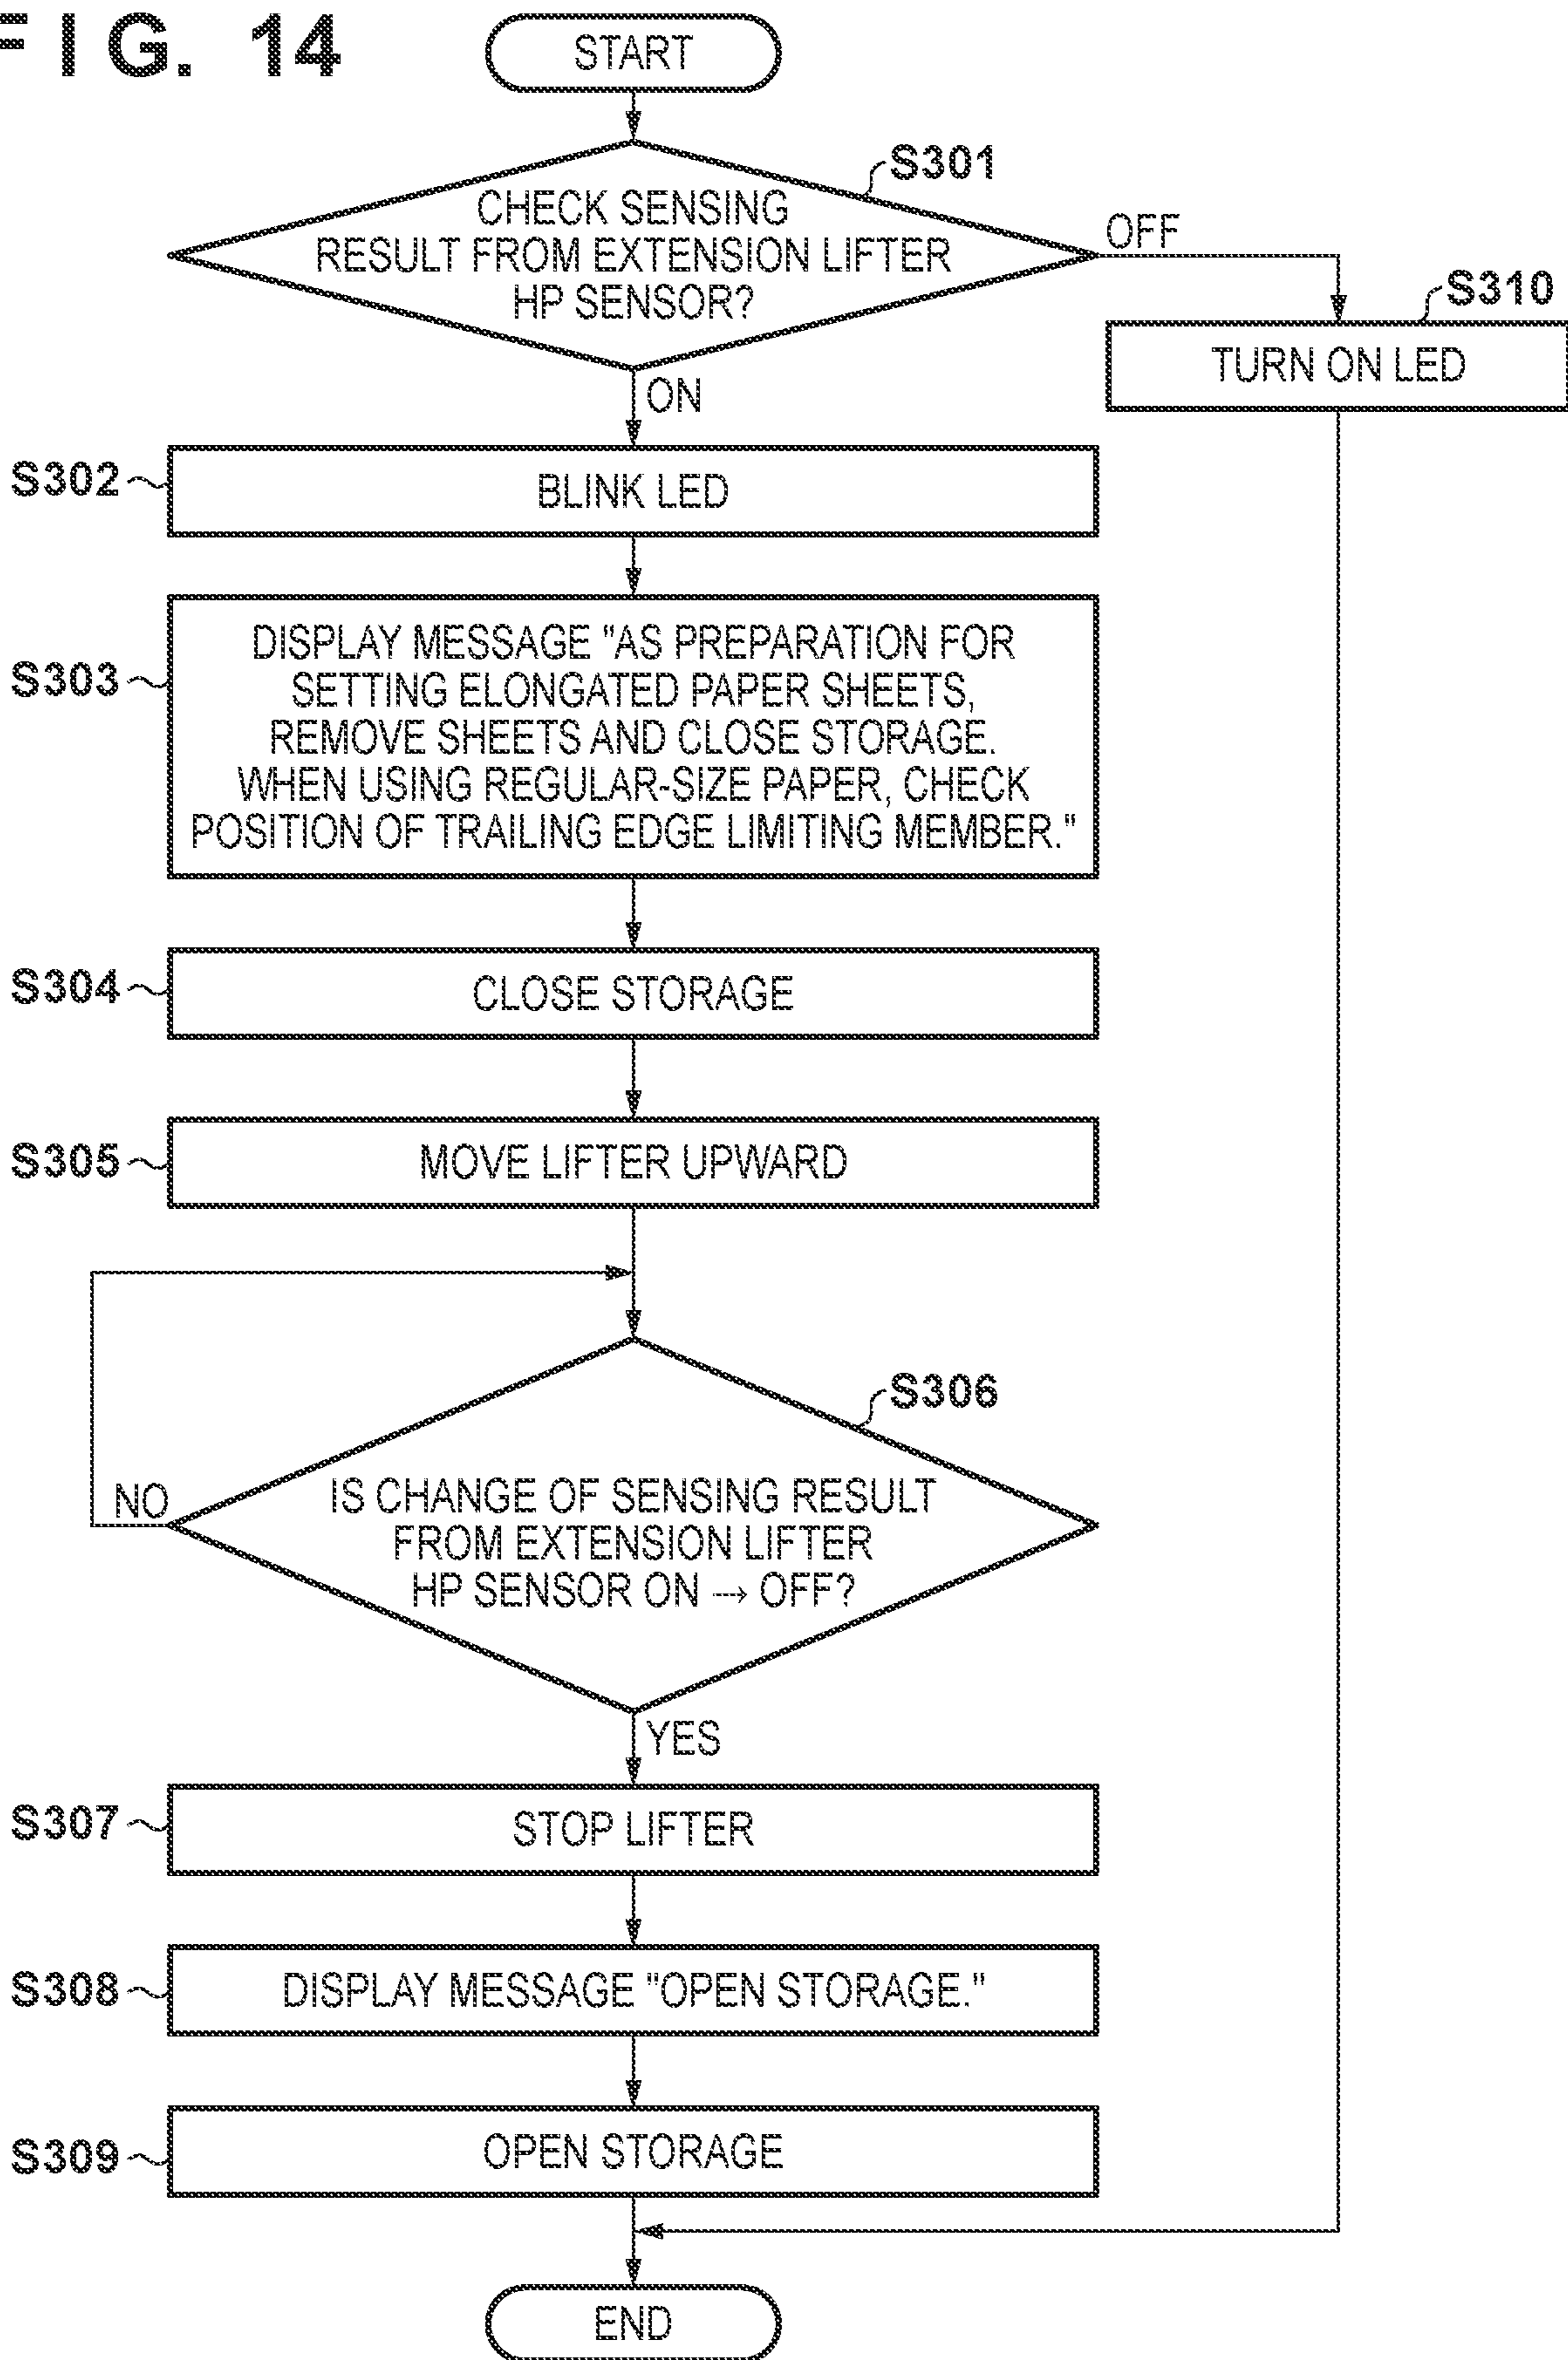 FIG. 14
START
S301
CHECK SENSING
RESULT FROM EXTENSION LIFTER
HP SENSOR?
OFF
S310
TURN ON LED
ON
S302
BLINK LED
S303
DISPLAY MESSAGE "AS PREPARATION FOR
SETTING ELONGATED PAPER SHEETS,
REMOVE SHEETS AND CLOSE STORAGE.
WHEN USING REGULAR-SIZE PAPER, CHECK
POSITION OF TRAILING EDGE LIMITING MEMBER."
S304
CLOSE STORAGE
S305
MOVE LIFTER UPWARD
S306
IS CHANGE OF SENSING RESULT
FROM EXTENSION LIFTER
HP SENSOR ON → OFF?
NO
YES
S307
STOP LIFTER
S308
DISPLAY MESSAGE "OPEN STORAGE."
S309
OPEN STORAGE
END